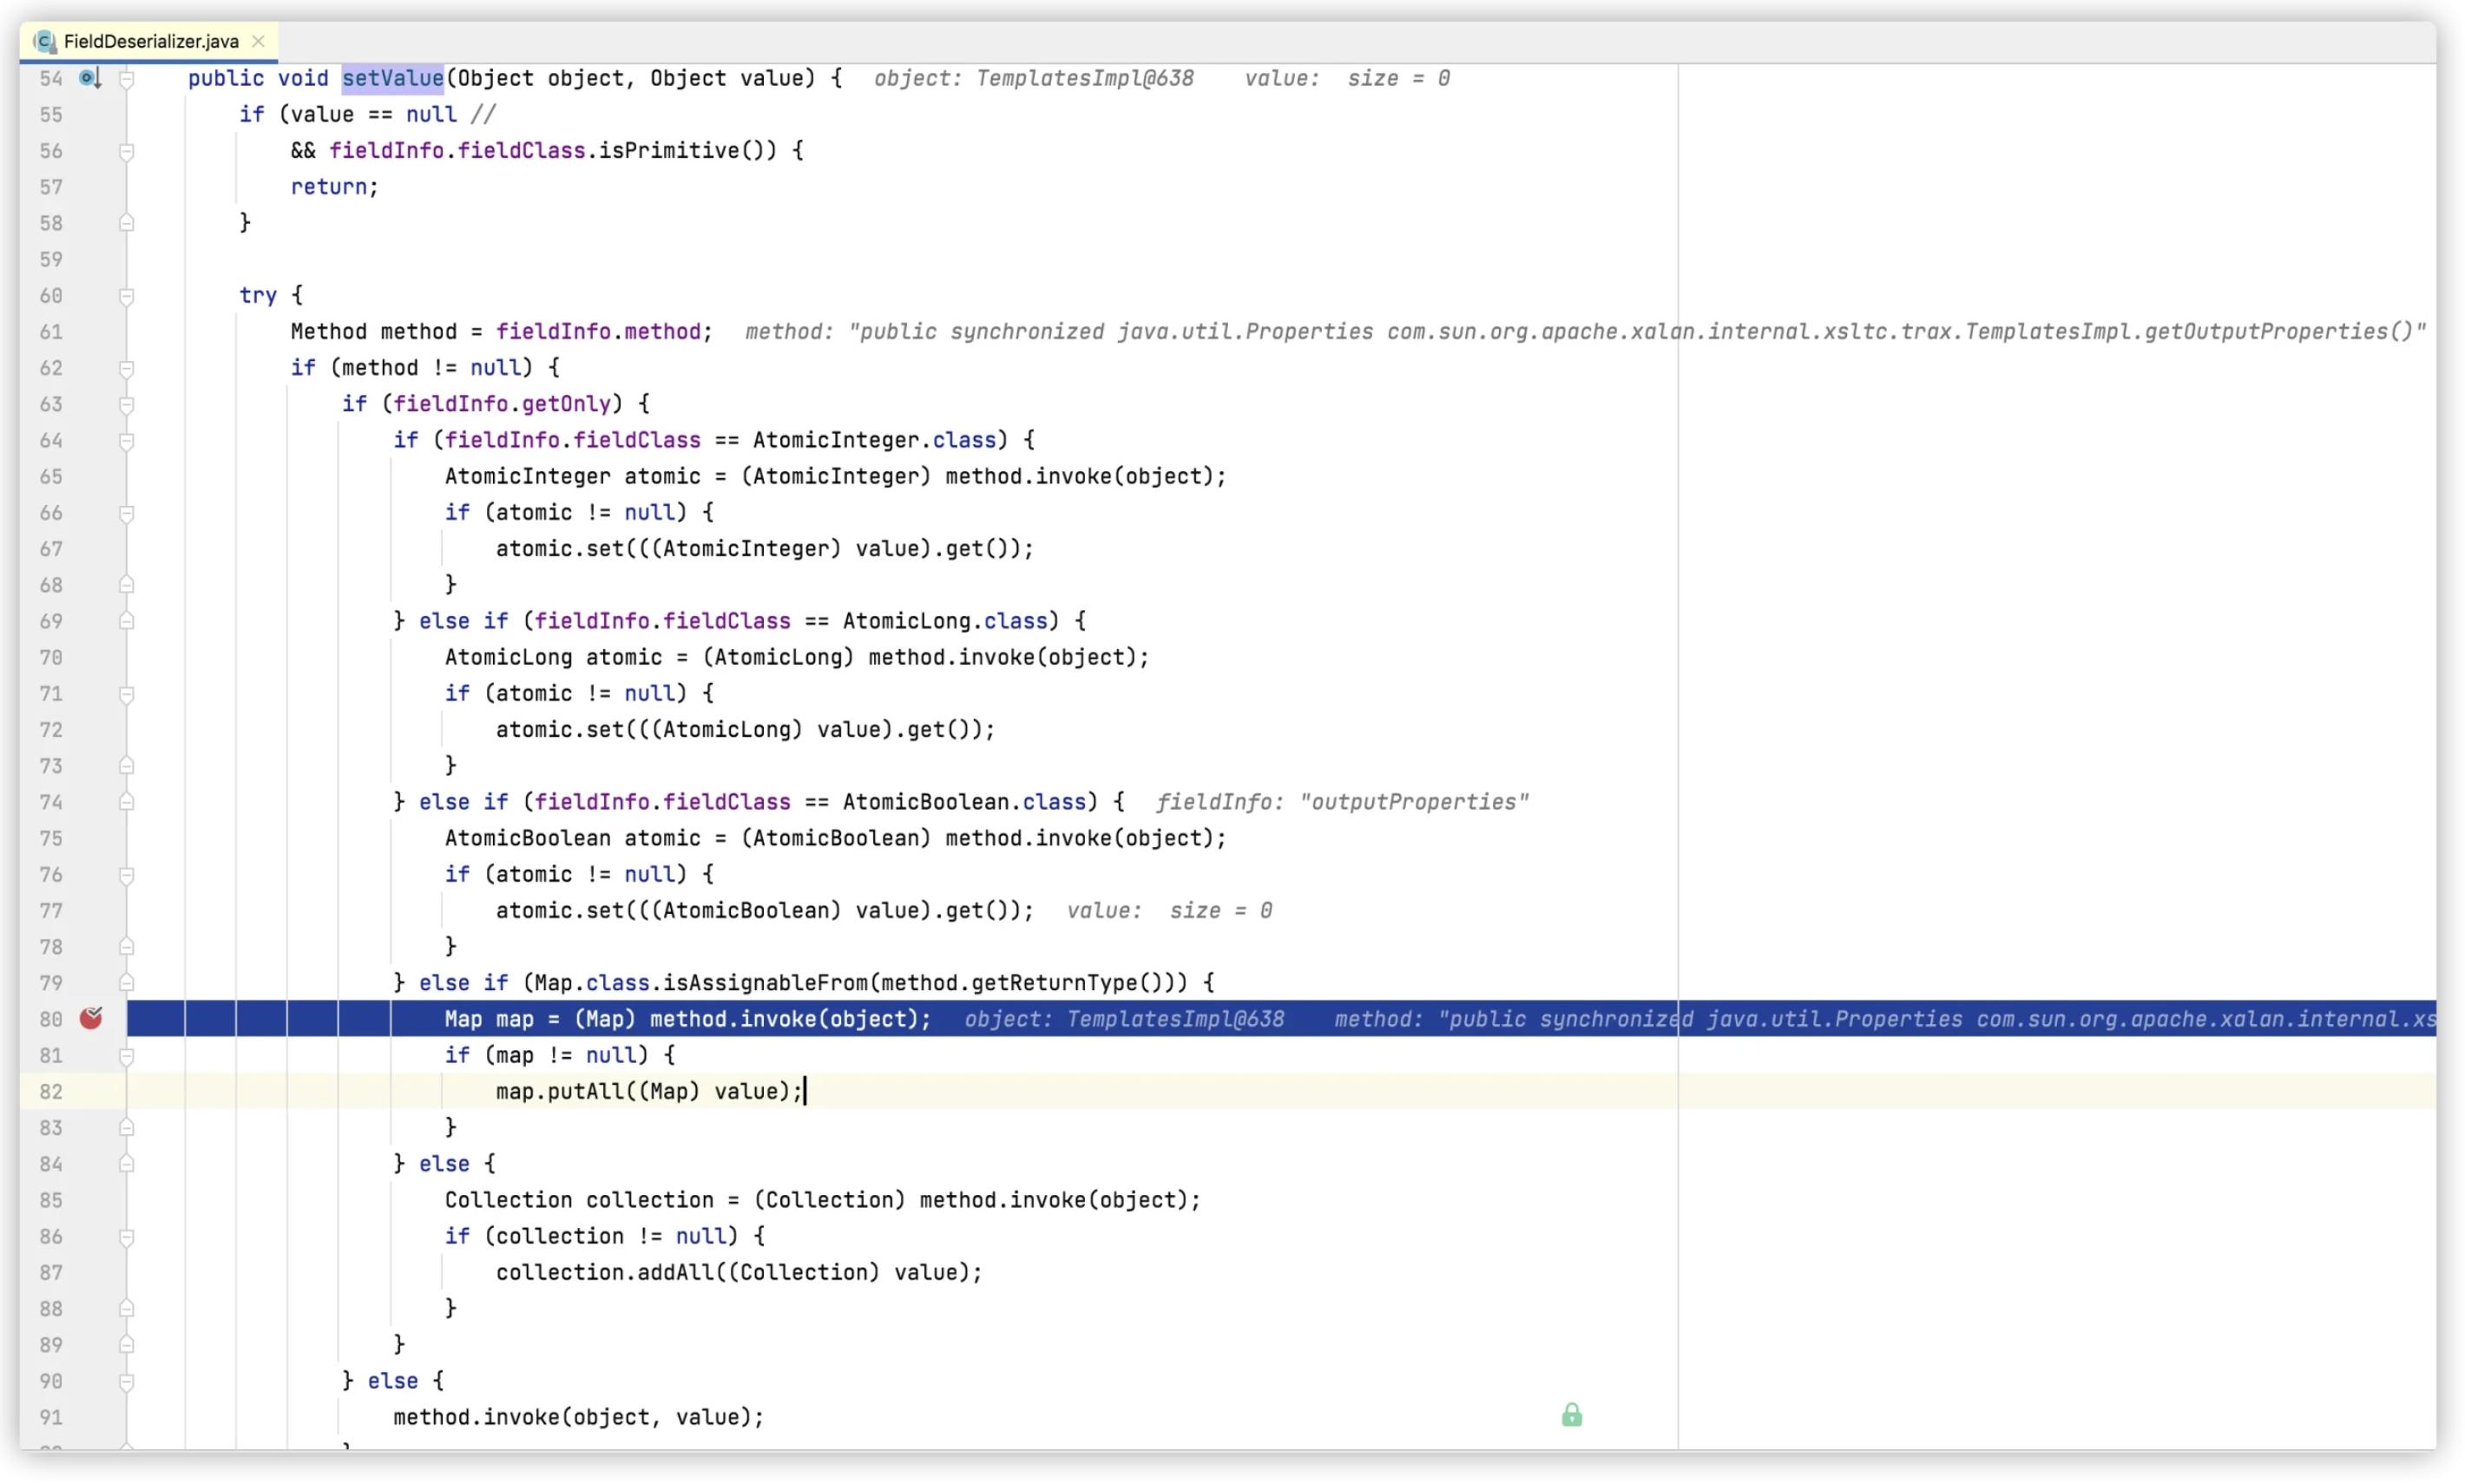 FieldDeserializer.java
54 public void setValue(Object object, Object value) { object: TemplatesImpl@638 value: size = 0
55 if (value == null //
56 && fieldInfo.fieldClass.isPrimitive()) {
57 return;
58 }
59
60 try {
61 Method method = fieldInfo.method; method: "public synchronized java.util.Properties com.sun.org.apache.xalan.internal.xsltc.trax.TemplatesImpl.getOutputProperties()"
62 if (method != null) {
63 if (fieldInfo.getOnly) {
64 if (fieldInfo.fieldClass == AtomicInteger.class) {
65 AtomicInteger atomic = (AtomicInteger) method.invoke(object);
66 if (atomic != null) {
67 atomic.set(((AtomicInteger) value).get());
68 }
69 } else if (fieldInfo.fieldClass == AtomicLong.class) {
70 AtomicLong atomic = (AtomicLong) method.invoke(object);
71 if (atomic != null) {
72 atomic.set(((AtomicLong) value).get());
73 }
74 } else if (fieldInfo.fieldClass == AtomicBoolean.class) { fieldInfo: "outputProperties"
75 AtomicBoolean atomic = (AtomicBoolean) method.invoke(object);
76 if (atomic != null) {
77 atomic.set(((AtomicBoolean) value).get()); value: size = 0
78 }
79 } else if (Map.class.isAssignableFrom(method.getReturnType())) {
80 Map map = (Map) method.invoke(object); object: TemplatesImpl@638 method: "public synchronized java.util.Properties com.sun.org.apache.xalan.internal.xs
81 if (map != null) {
82 map.putAll((Map) value);
83 }
84 } else {
85 Collection collection = (Collection) method.invoke(object);
86 if (collection != null) {
87 collection.addAll((Collection) value);
88 }
89 }
90 } else {
91 method.invoke(object, value);